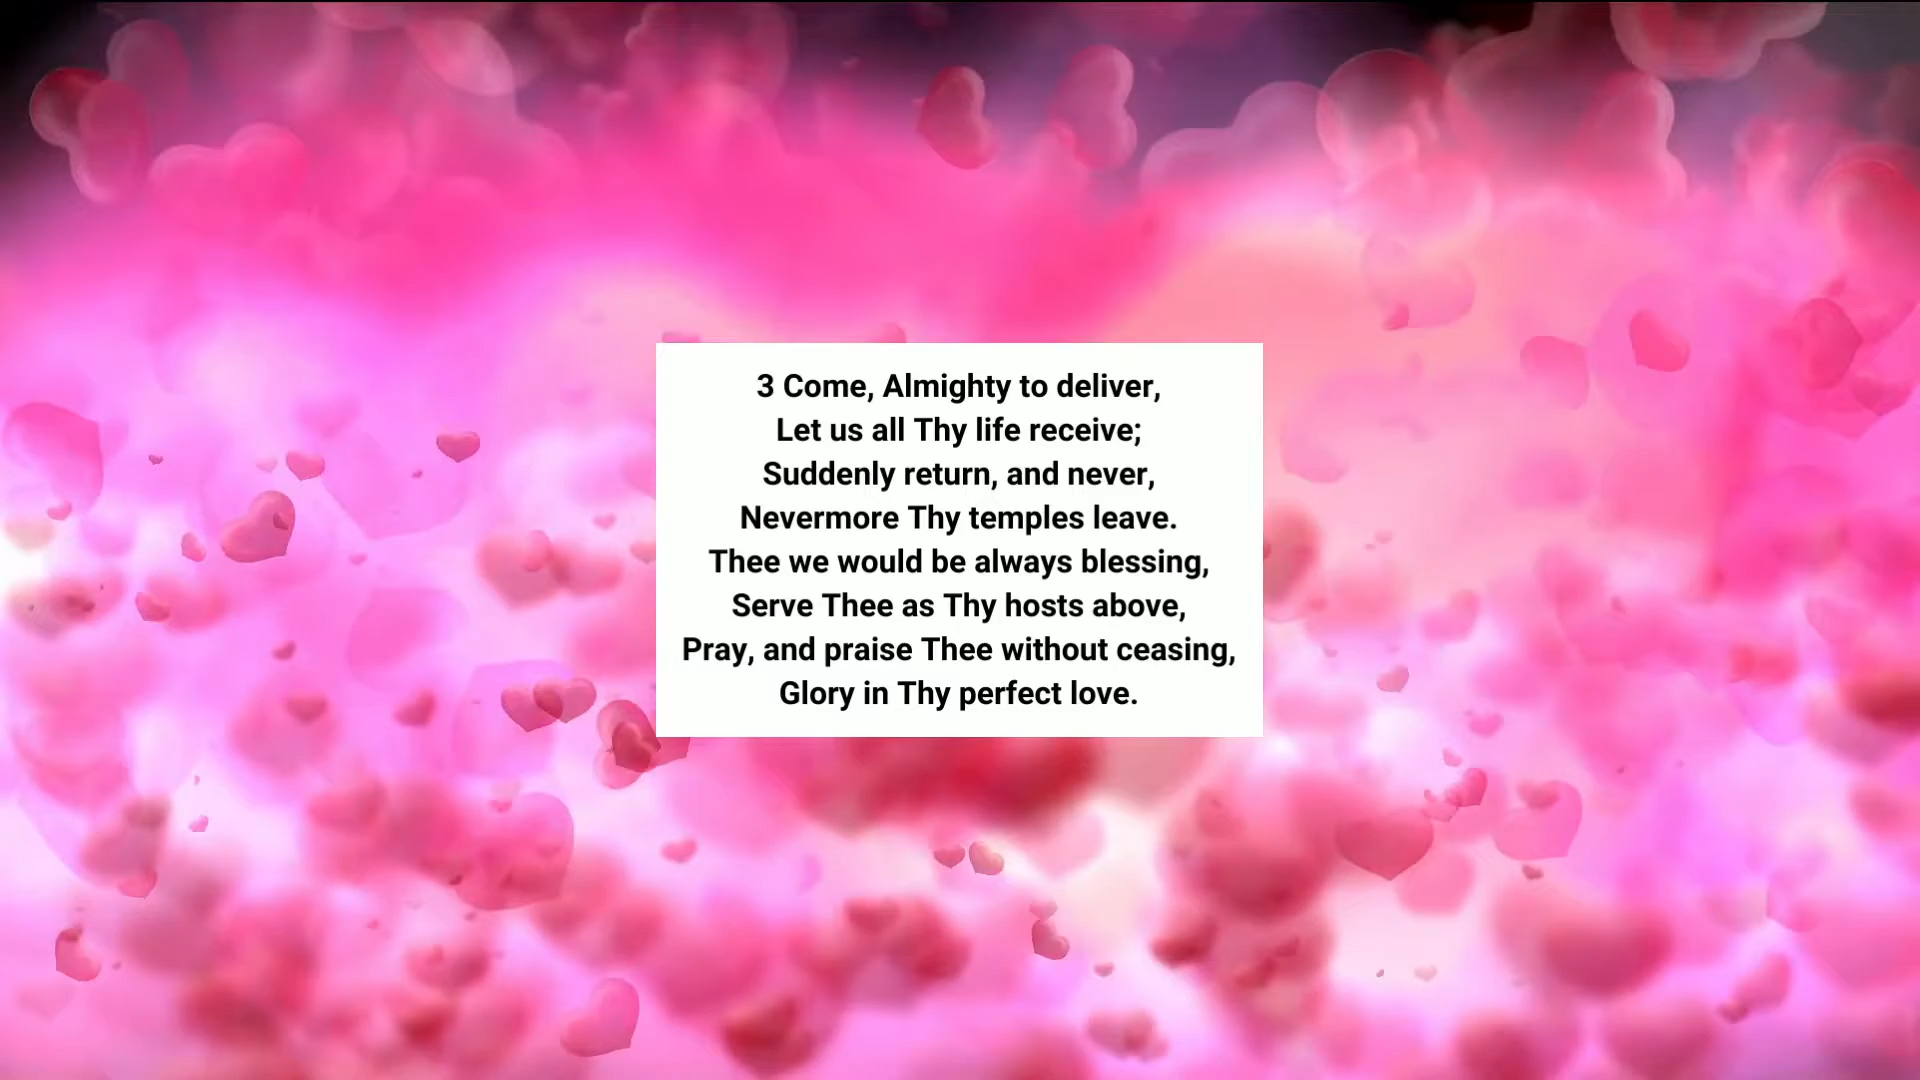 3 Come, Almighty to deliver,
Let us all Thy life receive;
Suddenly return, and never,
Nevermore Thy temples leave.
Thee we would be always blessing,
Serve Thee as Thy hosts above,
Pray, and praise Thee without ceasing,
Glory in Thy perfect love.